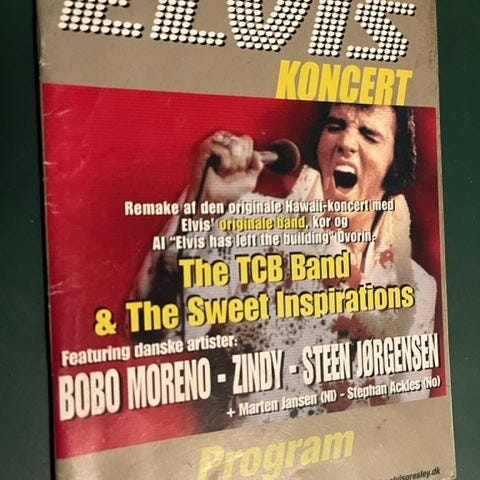 ELVIS
KONCERT
Remake af den originale Hawaii-koncert med
Elvis' originale band, kor og
Al "Elvis has left the building" Dvorin.
The TCB Band
& The Sweet Inspirations
Featuring danske artister:
BOBO MORENO - ZINDY - STEEN JØRGENSEN
+ Marten Jansen (Nl) - Stephan Ackles (No)
Program